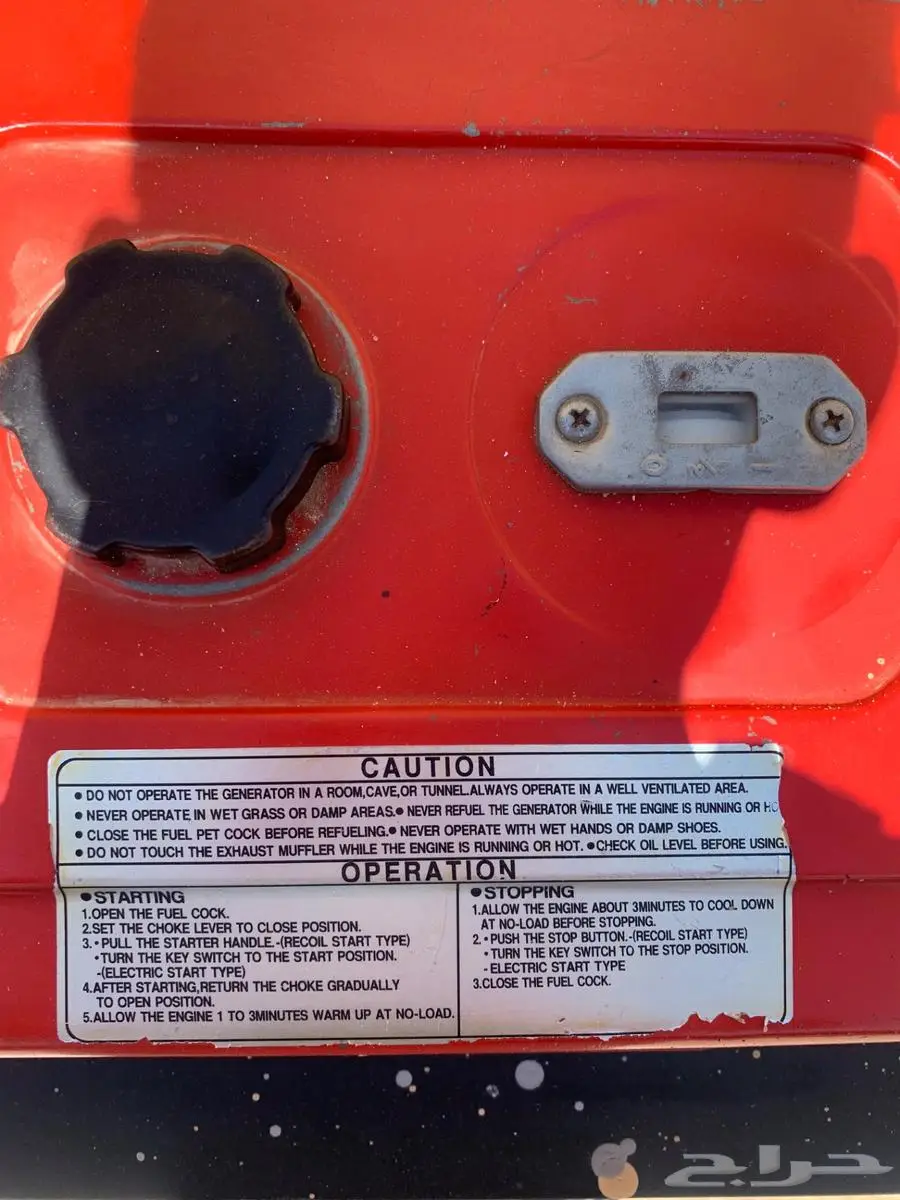 CAUTION
● DO NOT OPERATE THE GENERATOR IN A ROOM,CAVE,OR TUNNEL.ALWAYS OPERATE IN A WELL VENTILATED AREA.
● NEVER OPERATE IN WET GRASS OR DAMP AREAS.● NEVER REFUEL THE GENERATOR WHILE THE ENGINE IS RUNNING OR
● CLOSE THE FUEL PET COCK BEFORE REFUELING.● NEVER OPERATE WITH WET HANDS OR DAMP SHOES.
● DO NOT TOUCH THE EXHAUST MUFFLER WHILE THE ENGINE IS RUNNING OR HOT. ●CHECK OIL LEVEL BEFORE USING.
OPERATION
●STARTING
1.OPEN THE FUEL COCK.
2.SET THE CHOKE LEVER TO CLOSE POSITION.
3.•PULL THE STARTER HANDLE.-(RECOIL START TYPE)
•TURN THE KEY SWITCH TO THE START POSITION.
-(ELECTRIC START TYPE)
4.AFTER STARTING,RETURN THE CHOKE GRADUALLY
TO OPEN POSITION.
5.ALLOW THE ENGINE 1 TO 3MINUTES WARM UP AT NO-LOAD.
●STOPPING
1.ALLOW THE ENGINE ABOUT 3MINUTES TO COOL DOWN
AT NO-LOAD BEFORE STOPPING.
2.•PUSH THE STOP BUTTON.-(RECOIL START TYPE)
•TURN THE KEY SWITCH TO THE STOP POSITION.
- ELECTRIC START TYPE
3.CLOSE THE FUEL COCK.
حراج